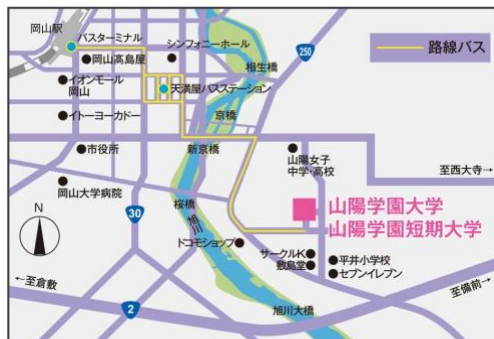 岡山駅
バスターミナル
シンフォニーホール
250
路線バス
岡山高島屋
相生橋
イオンモール
岡山
天満屋バスステーション
イトーヨーカドー
京橋
市役所
新京橋
山陽女子
中学・高校
至西大寺→
岡山大学病院
桜橋
山陽学園大学
山陽学園短期大学
N
30
旭川
ドコモショップ
サークルK
敷島堂
平井小学校
セブンイレブン
←至倉敷
2
旭川大橋
至備前→